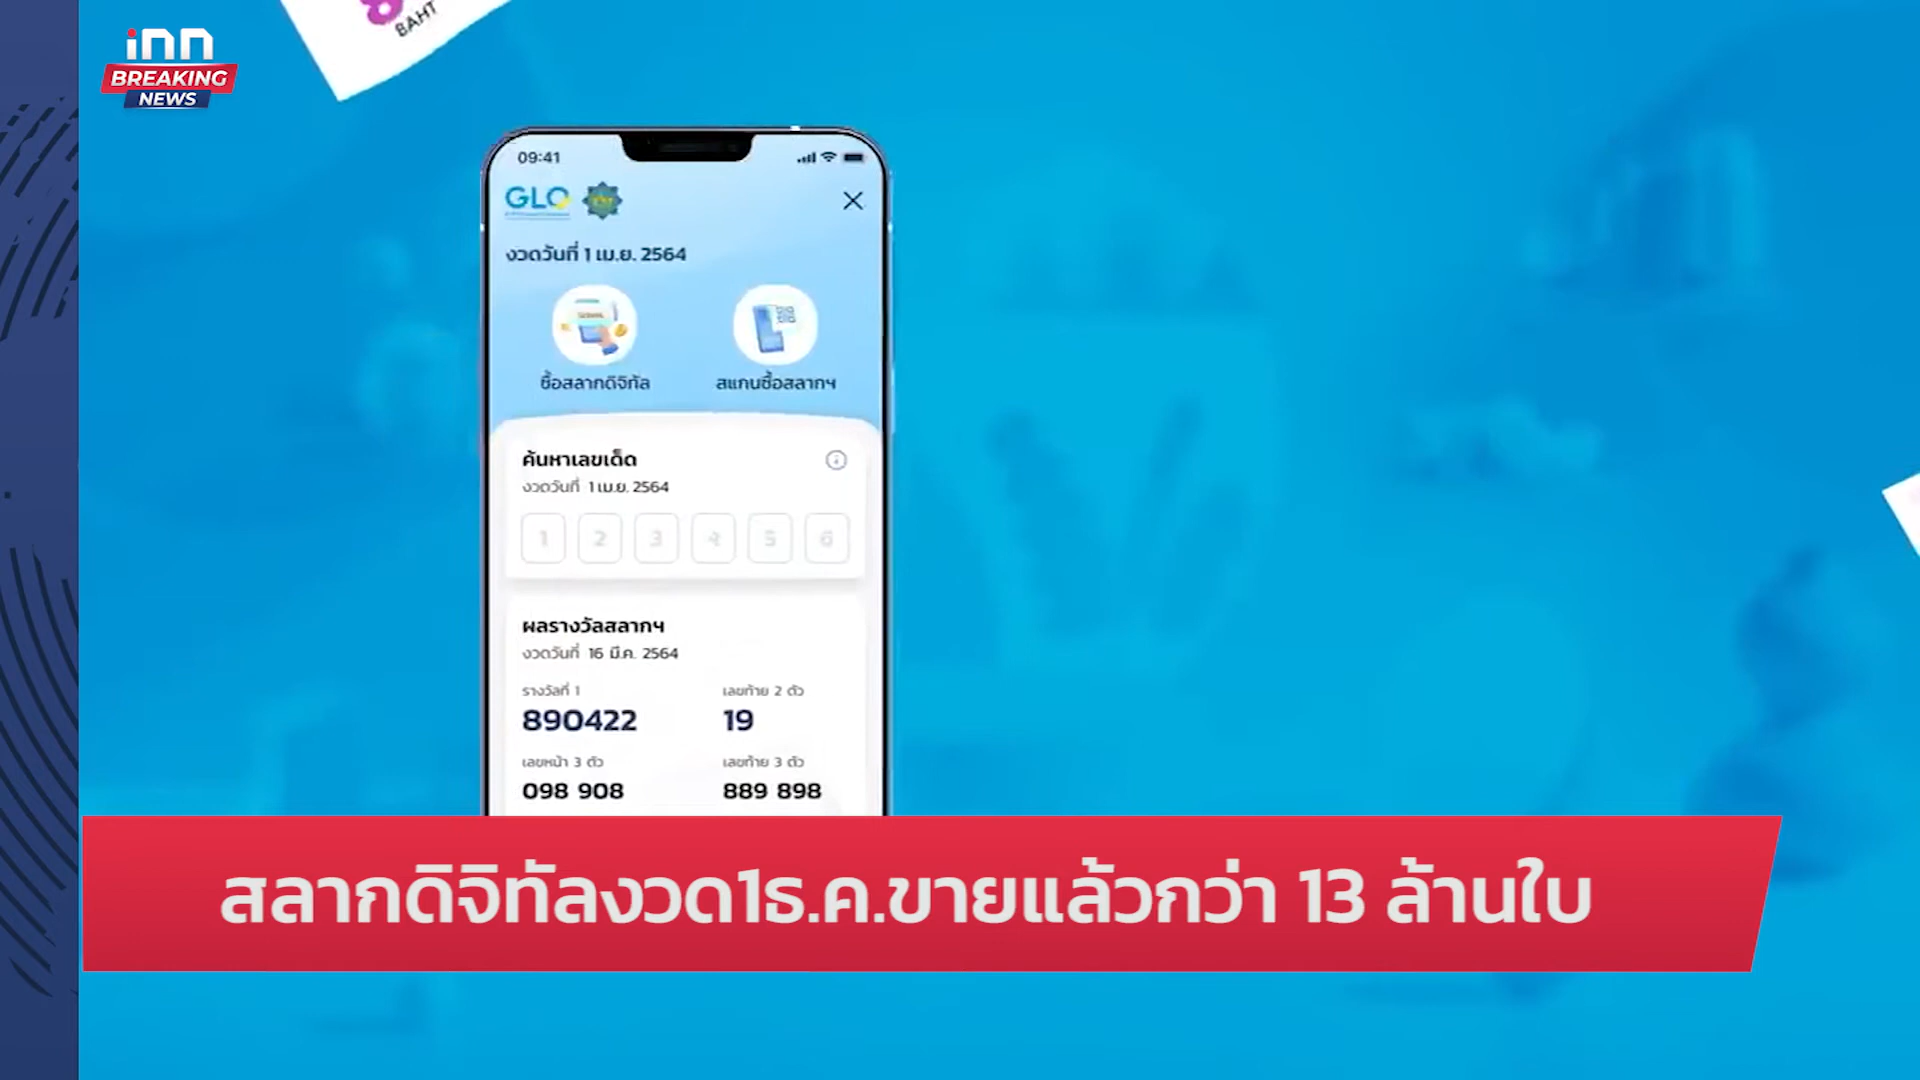 BAHT
inn
BREAKING
NEWS
09:41
GLO
งวดวันที่ 1 เม.ย. 2564
ซื้อสลากดิจิทัล
สแกนซื้อสลากฯ
ค้นหาเลขเด็ด
งวดวันที่ 1 เม.ย. 2564
1 2 3 4 5 6
ผลรางวัลสลากฯ
งวดวันที่ 16 มี.ค. 2564
รางวัลที่ 1
เลขท้าย 2 ตัว
890422
19
เลขหน้า 3 ตัว
เลขท้าย 3 ตัว
098 908
889 898
สลากดิจิทัลงวด1ธ.ค.ขายแล้วกว่า 13 ล้านใบ